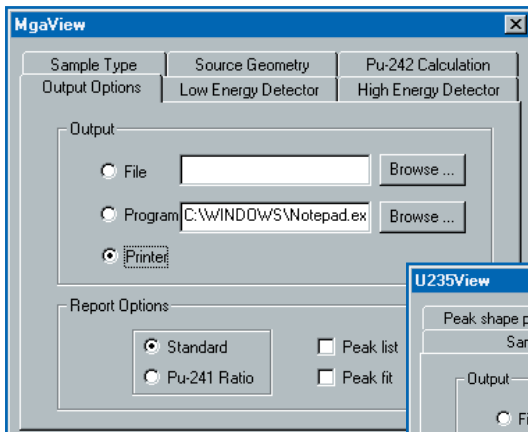 MgaView
Sample Type Source Geometry Pu-242 Calculation
Output Options Low Energy Detector High Energy Detector
Output
File Browse ...
Program C:\WINDOWS\Notepad.ex Browse ...
Printer
Report Options
Standard Peak list
Pu-241 Ratio Peak fit
U235View
Peak shape p
Sar
Output
Fi